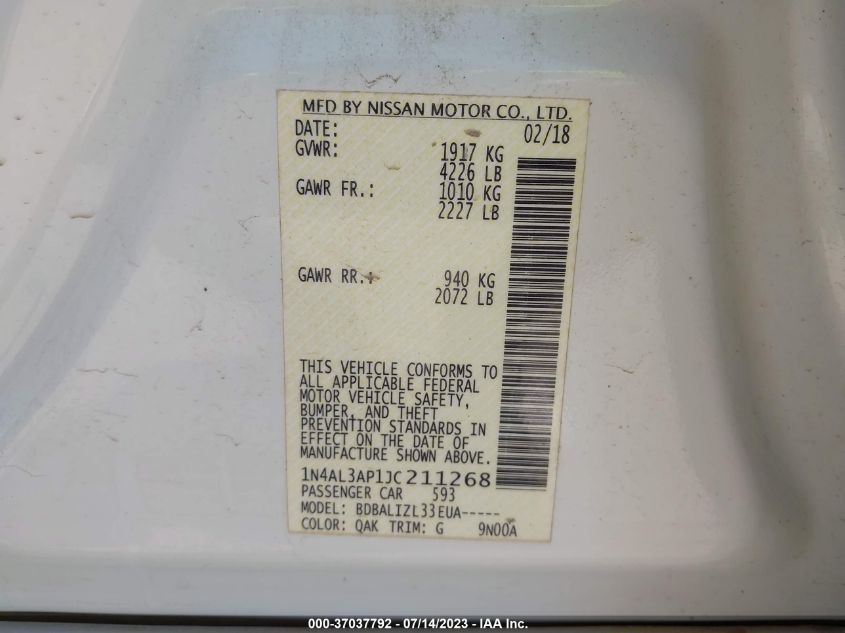 MFD BY NISSAN MOTOR CO., LTD.
DATE: 02/18
GVWR: 1917 KG
4226 LB
GAWR FR.: 1010 KG
2227 LB
GAWR RR.: 940 KG
2072 LB
THIS VEHICLE CONFORMS TO
ALL APPLICABLE FEDERAL
MOTOR VEHICLE SAFETY,
BUMPER, AND THEFT
PREVENTION STANDARDS IN
EFFECT ON THE DATE OF
MANUFACTURE SHOWN ABOVE.
1N4AL3AP1JC211268
PASSENGER CAR 593
MODEL: BDBALIZL33EUA-----
COLOR: QAK TRIM: G 9N00A
000-37037792 - 07/14/2023 - IAA Inc.